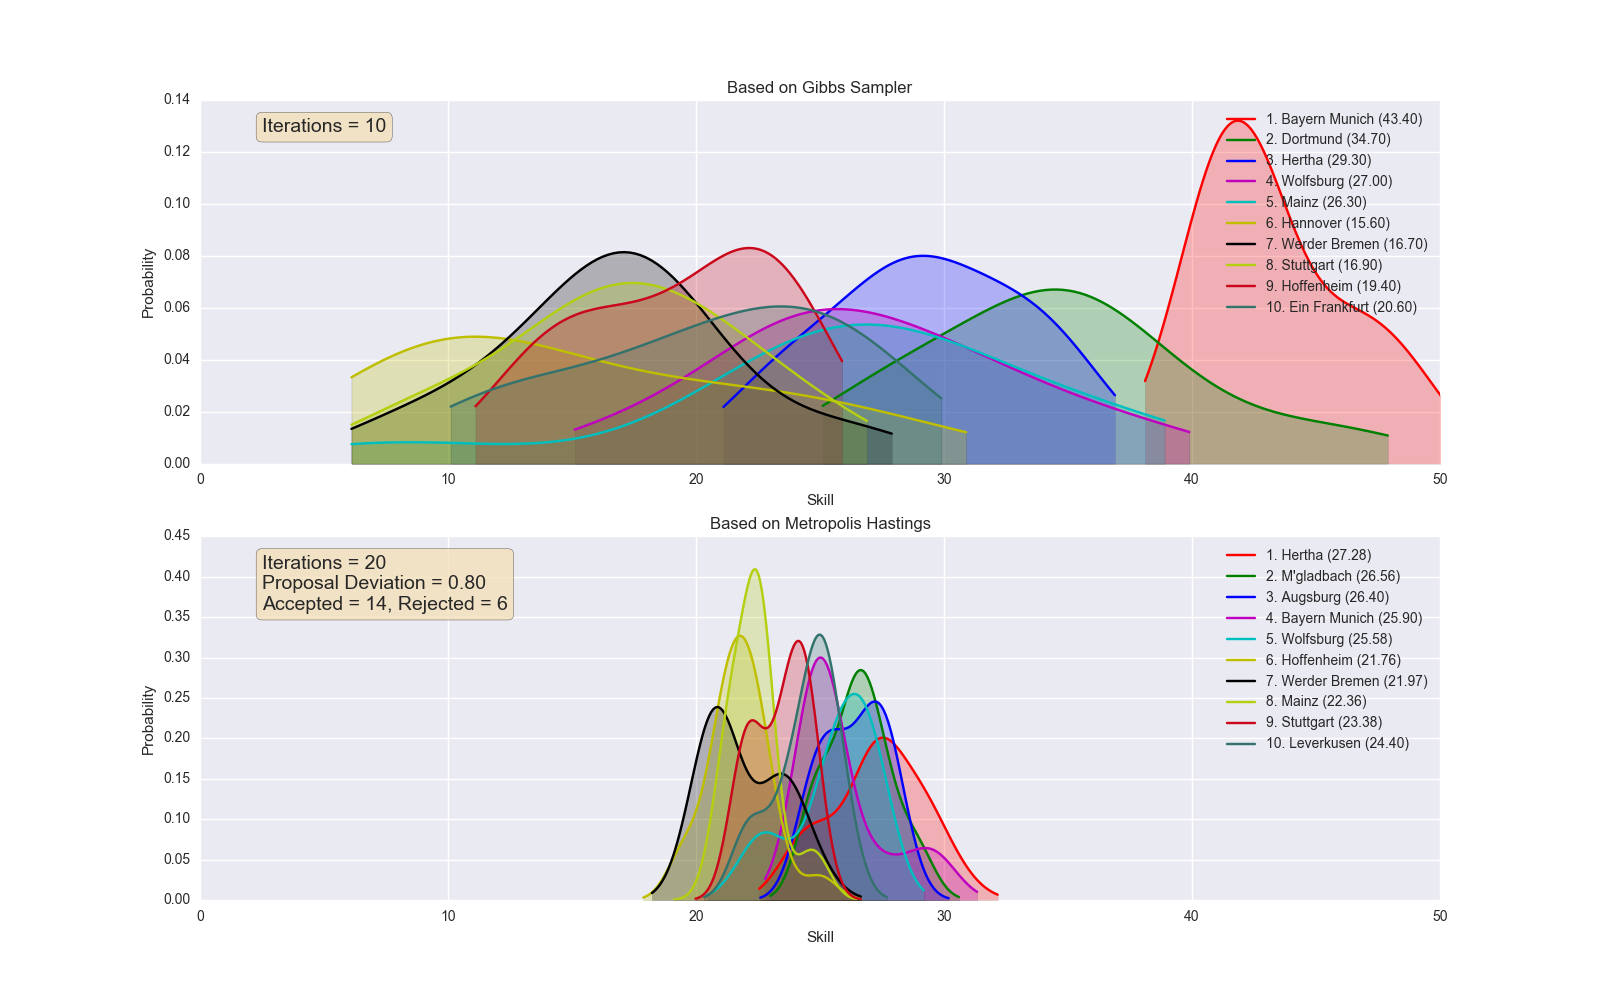 Based on Gibbs Sampler
Iterations = 10
1. Bayern Munich (43.40)
2. Dortmund (34.70)
3. Hertha (29.30)
4. Wolfsburg (27.00)
5. Mainz (26.30)
6. Hannover (15.60)
7. Werder Bremen (16.70)
8. Stuttgart (16.90)
9. Hoffenheim (19.40)
10. Ein Frankfurt (20.60)
Probability
0.14
0.12
0.10
0.08
0.06
0.04
0.02
0.00
0 10 20 30 40 50
Skill
Based on Metropolis Hastings
Iterations = 20
Proposal Deviation = 0.80
Accepted = 14, Rejected = 6
1. Hertha (27.28)
2. M'gladbach (26.56)
3. Augsburg (26.40)
4. Bayern Munich (25.90)
5. Wolfsburg (25.58)
6. Hoffenheim (21.76)
7. Werder Bremen (21.97)
8. Mainz (22.36)
9. Stuttgart (23.38)
10. Leverkusen (24.40)
Probability
0.45
0.40
0.35
0.30
0.25
0.20
0.15
0.10
0.05
0.00
0 10 20 30 40 50
Skill